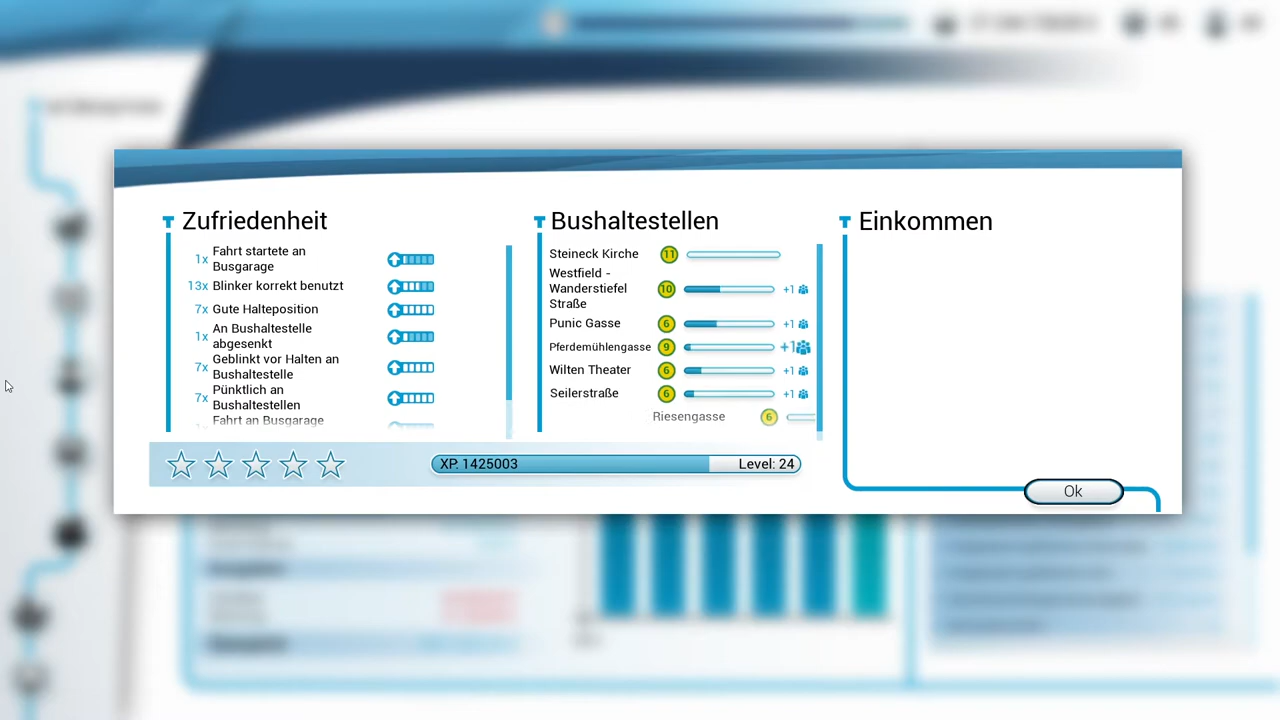 Zufriedenheit
1x Fahrt startete an
Busgarage
13x Blinker korrekt benutzt
7x Gute Halteposition
1x An Bushaltestelle
abgesenkt
7x Geblinkt vor Halten an
Bushaltestelle
7x Pünktlich an
Bushaltestellen
1x Fahrt an Busgarage
Bushaltestellen
Steineck Kirche 11
Westfield -
Wanderstiefel 10 +1
Straße
Punic Gasse 6 +1
Pferdemühlengasse 9 +1
Wilten Theater 6 +1
Seilerstraße 6 +1
Riesengasse 6
Einkommen
XP: 1425003 Level: 24
Ok